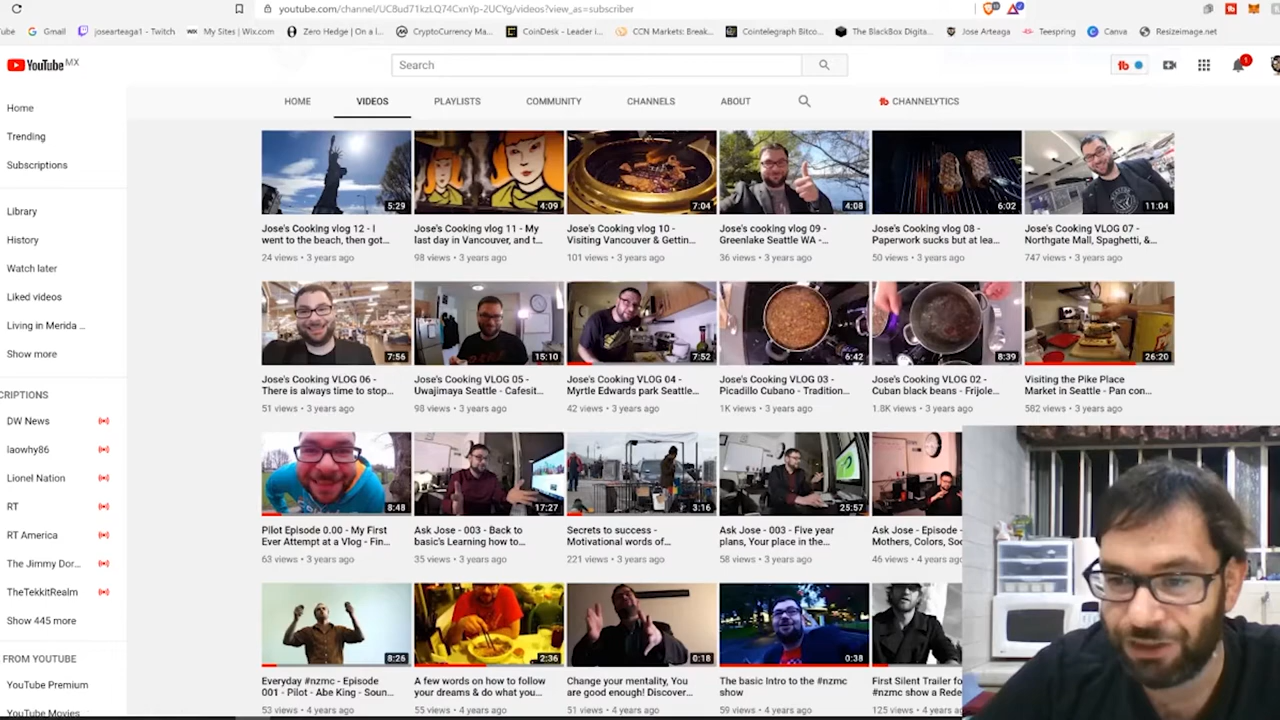 youtube.com/channel/UC8ud71kzLQ74CxnYp-2UCYg/videos?view_as=subscriber
ube Gmail josearteaga1 - Twitch My Sites | Wix.com Zero Hedge | On a l... CryptoCurrency Ma... CoinDesk - Leader i... CCN Markets: Break... Cointelegraph Bitco... The BlackBox Digita... Jose Arteaga Teespring Canva Resizeimage.net
YouTube MX
Search
tb
1
HOME VIDEOS PLAYLISTS COMMUNITY CHANNELS ABOUT tb CHANNELYTICS
Home
Trending
Subscriptions
Library
History
Watch later
Liked videos
Living in Merida ...
Show more
CRIPTIONS
DW News
laowhy86
Lionel Nation
RT
RT America
The Jimmy Dor...
TheTekkitRealm
Show 445 more
FROM YOUTUBE
YouTube Premium
YouTube Movies
5:29 4:09 7:04 4:08 6:02 11:04
Jose's Cooking vlog 12 - I
went to the beach, then got...
24 views • 3 years ago
Jose's Cooking vlog 11 - My
last day in Vancouver, and t...
98 views • 3 years ago
Jose's Cooking vlog 10 -
Visiting Vancouver & Gettin...
101 views • 3 years ago
Jose's cooking vlog 09 -
Greenlake Seattle WA -...
36 views • 3 years ago
Jose's Cooking vlog 08 -
Paperwork sucks but at lea...
50 views • 3 years ago
Jose's Cooking VLOG 07 -
Northgate Mall, Spaghetti, &...
747 views • 3 years ago
7:56 15:10 7:52 6:42 8:39 26:20
Jose's Cooking VLOG 06 -
There is always time to stop...
51 views • 3 years ago
Jose's Cooking VLOG 05 -
Uwajimaya Seattle - Cafesit...
98 views • 3 years ago
Jose's Cooking VLOG 04 -
Myrtle Edwards park Seattle...
42 views • 3 years ago
Jose's Cooking VLOG 03 -
Picadillo Cubano - Tradition...
1K views • 3 years ago
Jose's Cooking VLOG 02 -
Cuban black beans - Frijole...
1.8K views • 3 years ago
Visiting the Pike Place
Market in Seattle - Pan con...
582 views • 3 years ago
8:48 17:27 3:16 25:57
Pilot Episode 0.00 - My First
Ever Attempt at a Vlog - Fin...
63 views • 3 years ago
Ask Jose - 003 - Back to
basic's Learning how to...
35 views • 3 years ago
Secrets to success -
Motivational words of...
221 views • 3 years ago
Ask Jose - 003 - Five year
plans, Your place in the...
58 views • 3 years ago
Ask Jose - Episode
Mothers, Colors, Soc
46 views • 4 years
8:26 2:36 0:18 0:38
Everyday #nzmc - Episode
001 - Pilot - Abe King - Soun...
53 views • 4 years ago
A few words on how to follow
your dreams & do what you...
55 views • 4 years ago
Change your mentality, You
are good enough! Discover...
51 views • 4 years ago
The basic Intro to the #nzmc
show
59 views • 4 years ago
First Silent Trailer fo
#nzmc show a Rede
125 views • 4 years